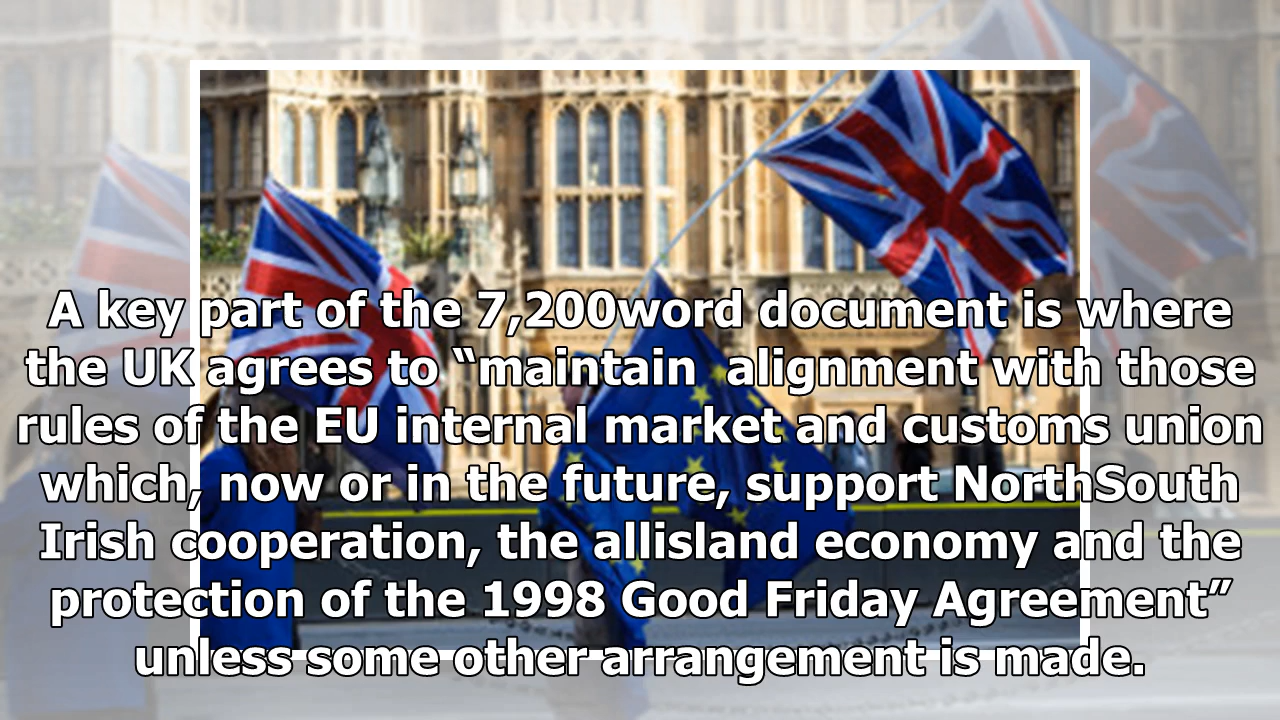 A key part of the 7,200word document is where
the UK agrees to “maintain  alignment with those
rules of the EU internal market and customs union
which, now or in the future, support NorthSouth
Irish cooperation, the allisland economy and the
protection of the 1998 Good Friday Agreement”
unless some other arrangement is made.